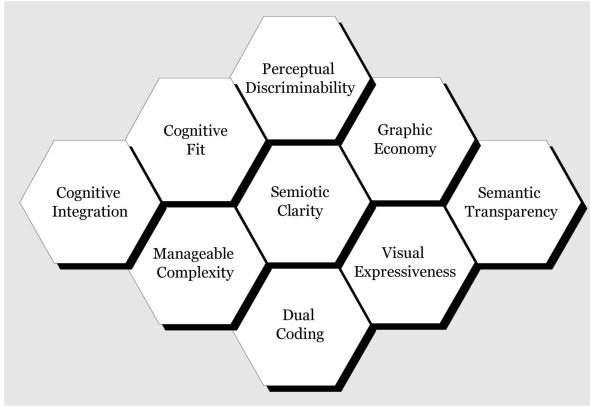 Perceptual
Discriminability
Cognitive
Fit
Graphic
Economy
Cognitive
Integration
Semiotic
Clarity
Semantic
Transparency
Manageable
Complexity
Visual
Expressiveness
Dual
Coding